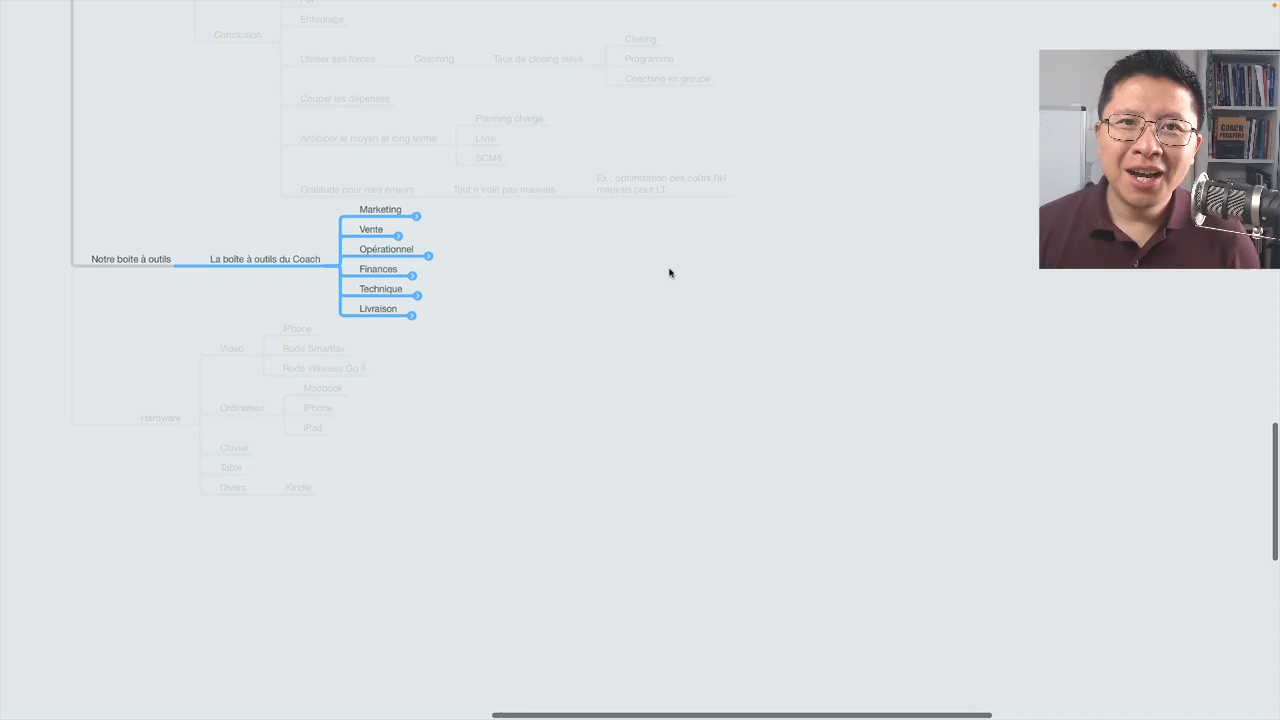 Entourage
Conclusion
Utiliser ses forces
Coaching
Taux de closing élevé
Closing
Programme
Coaching en groupe
Couper les dépenses
Anticiper le moyen et long terme
Planning chargé
Livre
SCM6
Gratitude pour mes erreurs
Tout n'était pas mauvais
Ex : optimisation des coûts RH
mauvais pour LT
Notre boite à outils
La boîte à outils du Coach
Marketing
Vente
Opérationnel
Finances
Technique
Livraison
Hardware
Vidéo
iPhone
Rode Smartlav
Rode Wireless Go II
Ordinateur
Macbook
iPhone
iPad
Clavier
Table
Divers
Kindle
COACH
PROSPÈRE